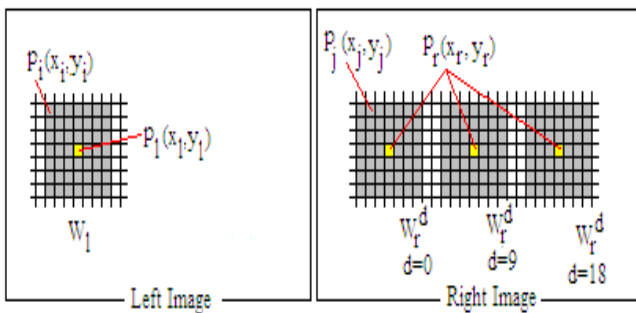 p_i(x_i,y_i)
p_l(x_l,y_l)
W_l
Left Image
p_j(x_j,y_j)
p_r(x_r,y_r)
W_r^d
d=0
W_r^d
d=9
W_r^d
d=18
Right Image